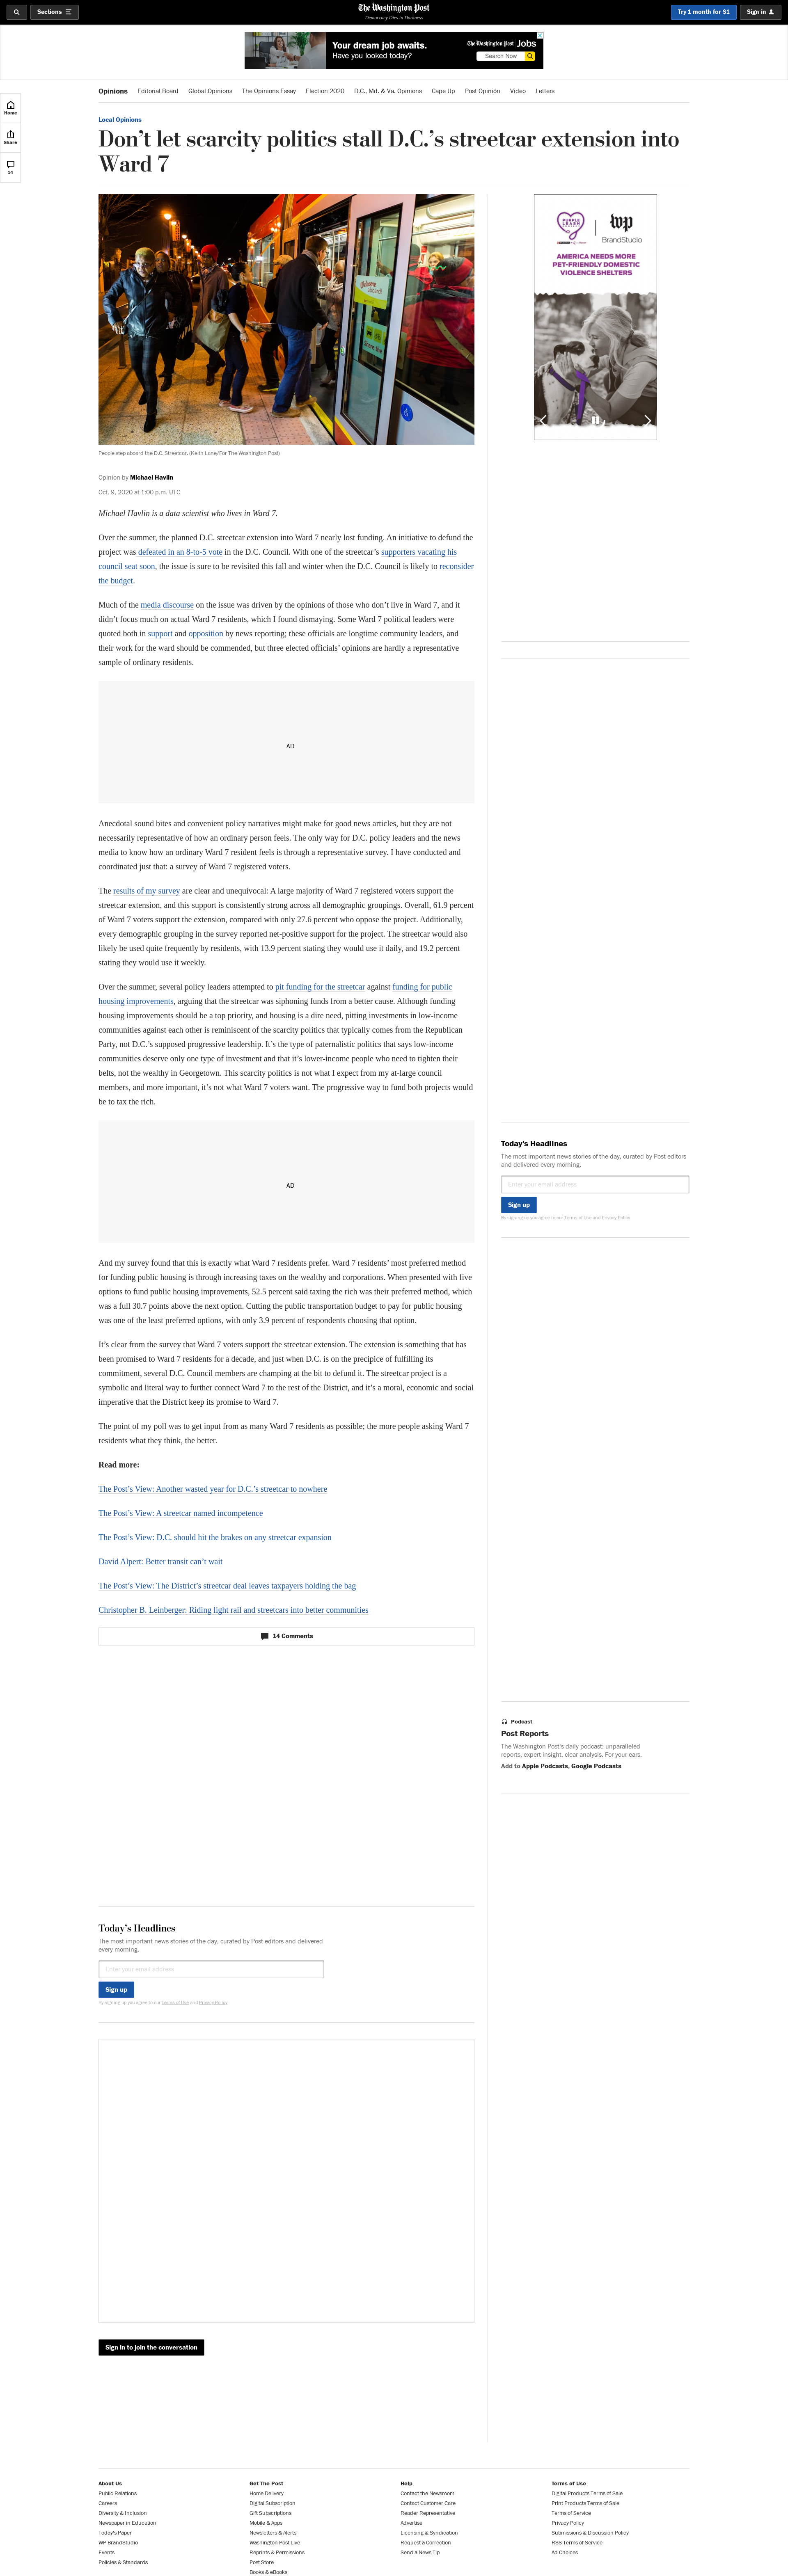 Sections
The Washington Post
Democracy Dies in Darkness
Try 1 month for $1
Sign in
Your dream job awaits.
Have you looked today?
The Washington Post Jobs
Search Now
Home
Share
14
Opinions
Editorial Board
Global Opinions
The Opinions Essay
Election 2020
D.C., Md. & Va. Opinions
Cape Up
Post Opinión
Video
Letters
Local Opinions
Don’t let scarcity politics stall D.C.’s streetcar extension into
Ward 7
People step aboard the D.C. Streetcar. (Keith Lane/For The Washington Post)
PURPLE
LEASH
wp
BrandStudio
AMERICA NEEDS MORE
PET-FRIENDLY DOMESTIC
VIOLENCE SHELTERS
Opinion by Michael Havlin
Oct. 9, 2020 at 1:00 p.m. UTC
Michael Havlin is a data scientist who lives in Ward 7.
Over the summer, the planned D.C. streetcar extension into Ward 7 nearly lost funding. An initiative to defund the
project was defeated in an 8-to-5 vote in the D.C. Council. With one of the streetcar’s supporters vacating his
council seat soon, the issue is sure to be revisited this fall and winter when the D.C. Council is likely to reconsider
the budget.
Much of the media discourse on the issue was driven by the opinions of those who don’t live in Ward 7, and it
didn’t focus much on actual Ward 7 residents, which I found dismaying. Some Ward 7 political leaders were
quoted both in support and opposition by news reporting; these officials are longtime community leaders, and
their work for the ward should be commended, but three elected officials’ opinions are hardly a representative
sample of ordinary residents.
AD
Anecdotal sound bites and convenient policy narratives might make for good news articles, but they are not
necessarily representative of how an ordinary person feels. The only way for D.C. policy leaders and the news
media to know how an ordinary Ward 7 resident feels is through a representative survey. I have conducted and
coordinated just that: a survey of Ward 7 registered voters.
The results of my survey are clear and unequivocal: A large majority of Ward 7 registered voters support the
streetcar extension, and this support is consistently strong across all demographic groupings. Overall, 61.9 percent
of Ward 7 voters support the extension, compared with only 27.6 percent who oppose the project. Additionally,
every demographic grouping in the survey reported net-positive support for the project. The streetcar would also
likely be used quite frequently by residents, with 13.9 percent stating they would use it daily, and 19.2 percent
stating they would use it weekly.
Over the summer, several policy leaders attempted to pit funding for the streetcar against funding for public
housing improvements, arguing that the streetcar was siphoning funds from a better cause. Although funding
housing improvements should be a top priority, and housing is a dire need, pitting investments in low-income
communities against each other is reminiscent of the scarcity politics that typically comes from the Republican
Party, not D.C.’s supposed progressive leadership. It’s the type of paternalistic politics that says low-income
communities deserve only one type of investment and that it’s lower-income people who need to tighten their
belts, not the wealthy in Georgetown. This scarcity politics is not what I expect from my at-large council
members, and more important, it’s not what Ward 7 voters want. The progressive way to fund both projects would
be to tax the rich.
AD
Today’s Headlines
The most important news stories of the day, curated by Post editors
and delivered every morning.
Enter your email address
Sign up
By signing up you agree to our Terms of Use and Privacy Policy
And my survey found that this is exactly what Ward 7 residents prefer. Ward 7 residents’ most preferred method
for funding public housing is through increasing taxes on the wealthy and corporations. When presented with five
options to fund public housing improvements, 52.5 percent said taxing the rich was their preferred method, which
was a full 30.7 points above the next option. Cutting the public transportation budget to pay for public housing
was one of the least preferred options, with only 3.9 percent of respondents choosing that option.
It’s clear from the survey that Ward 7 voters support the streetcar extension. The extension is something that has
been promised to Ward 7 residents for a decade, and just when D.C. is on the precipice of fulfilling its
commitment, several D.C. Council members are champing at the bit to defund it. The streetcar project is a
symbolic and literal way to further connect Ward 7 to the rest of the District, and it’s a moral, economic and social
imperative that the District keep its promise to Ward 7.
The point of my poll was to get input from as many Ward 7 residents as possible; the more people asking Ward 7
residents what they think, the better.
Read more:
The Post’s View: Another wasted year for D.C.’s streetcar to nowhere
The Post’s View: A streetcar named incompetence
The Post’s View: D.C. should hit the brakes on any streetcar expansion
David Alpert: Better transit can’t wait
The Post’s View: The District’s streetcar deal leaves taxpayers holding the bag
Christopher B. Leinberger: Riding light rail and streetcars into better communities
14 Comments
Podcast
Post Reports
The Washington Post’s daily podcast: unparalleled
reports, expert insight, clear analysis. For your ears.
Add to Apple Podcasts, Google Podcasts
Today’s Headlines
The most important news stories of the day, curated by Post editors and delivered
every morning.
Enter your email address
Sign up
By signing up you agree to our Terms of Use and Privacy Policy
Sign in to join the conversation
About Us
Public Relations
Careers
Diversity & Inclusion
Newspaper in Education
Today's Paper
WP BrandStudio
Events
Policies & Standards
Get The Post
Home Delivery
Digital Subscription
Gift Subscriptions
Mobile & Apps
Newsletters & Alerts
Washington Post Live
Reprints & Permissions
Post Store
Books & eBooks
Help
Contact the Newsroom
Contact Customer Care
Reader Representative
Advertise
Licensing & Syndication
Request a Correction
Send a News Tip
Terms of Use
Digital Products Terms of Sale
Print Products Terms of Sale
Terms of Service
Privacy Policy
Submissions & Discussion Policy
RSS Terms of Service
Ad Choices